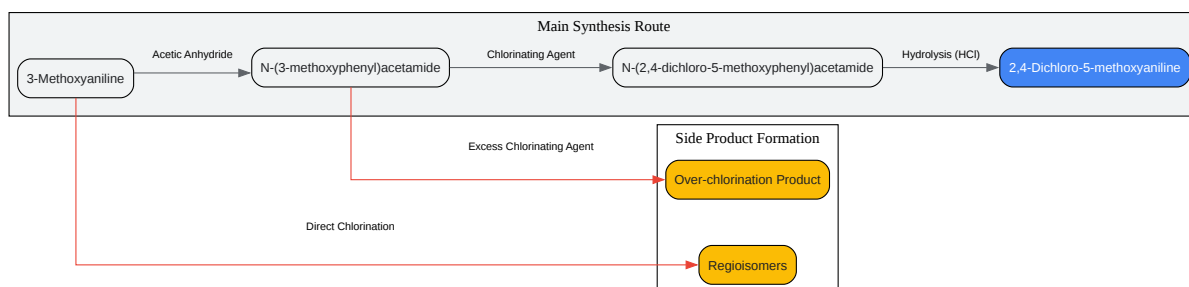 Main Synthesis Route
Acetic Anhydride
Chlorinating Agent
Hydrolysis (HCl)
3-Methoxyaniline
N-(3-methoxyphenyl)acetamide
N-(2,4-dichloro-5-methoxyphenyl)acetamide
2,4-Dichloro-5-methoxyaniline
Side Product Formation
Excess Chlorinating Agent
Over-chlorination Product
Direct Chlorination
Regioisomers